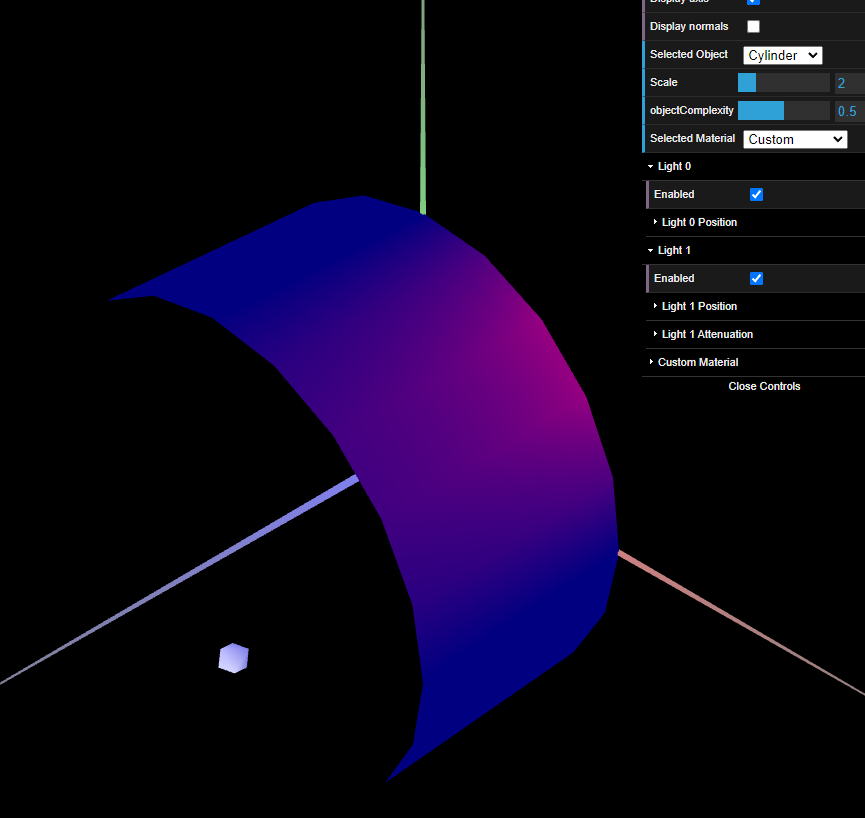 Display axis
Display normals
Selected Object Cylinder
Scale 2
objectComplexity 0.5
Selected Material Custom
Light 0
Enabled
Light 0 Position
Light 1
Enabled
Light 1 Position
Light 1 Attenuation
Custom Material
Close Controls